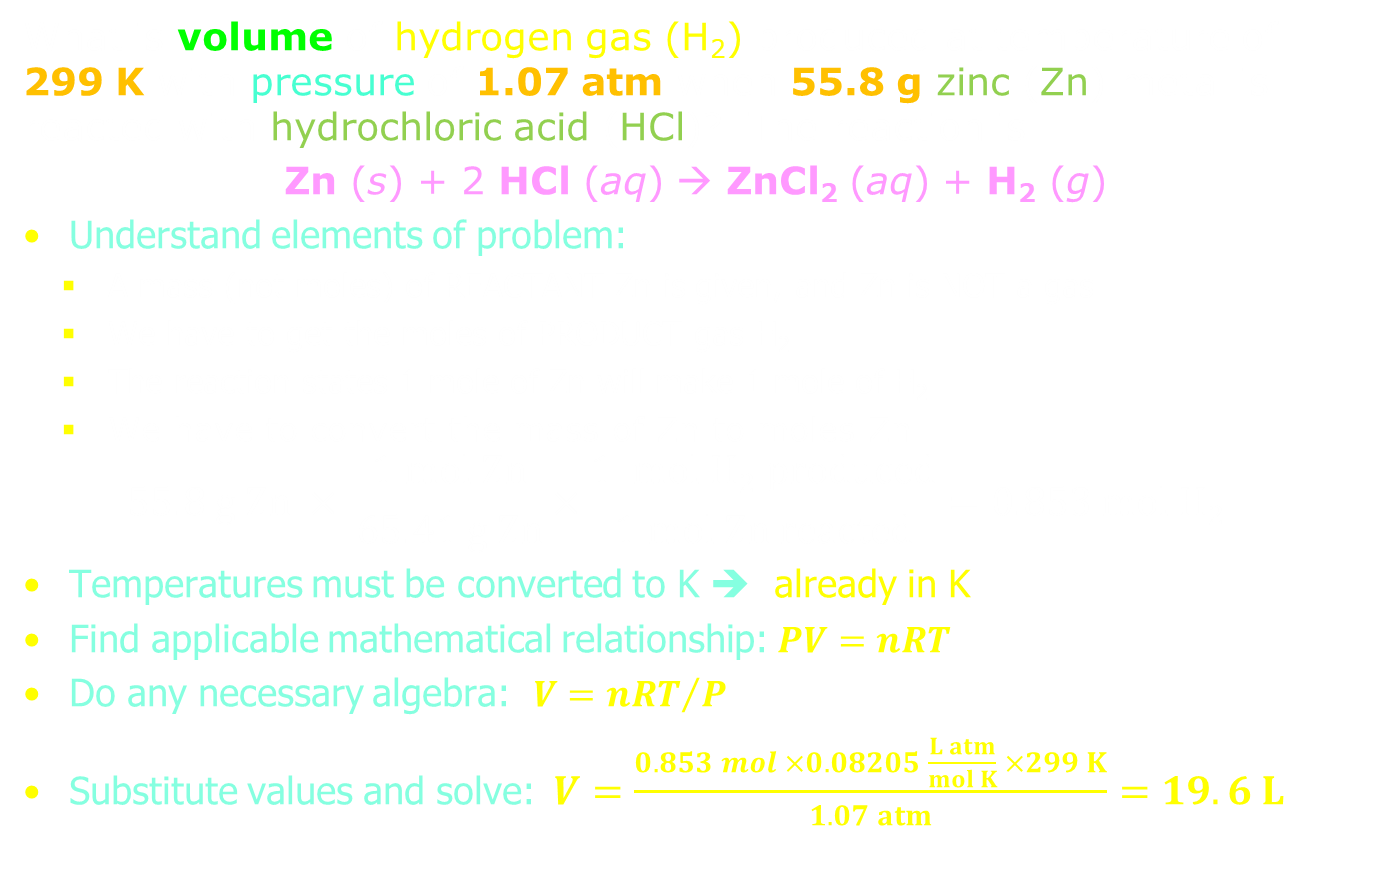 volume hydrogen gas (H₂)
299 K pressure 1.07 atm 55.8 g zinc Zn
hydrochloric acid HCl
Zn (s) + 2 HCl (aq) → ZnCl₂ (aq) + H₂ (g)
• Understand elements of problem:
▪
▪
▪
▪
• Temperatures must be converted to K ➔ already in K
• Find applicable mathematical relationship: PV = nRT
• Do any necessary algebra: V = nRT/P
• Substitute values and solve: V = (0.853 mol ×0.08205 (L atm)/(mol K) ×299 K)/(1.07 atm) = 19.6 L